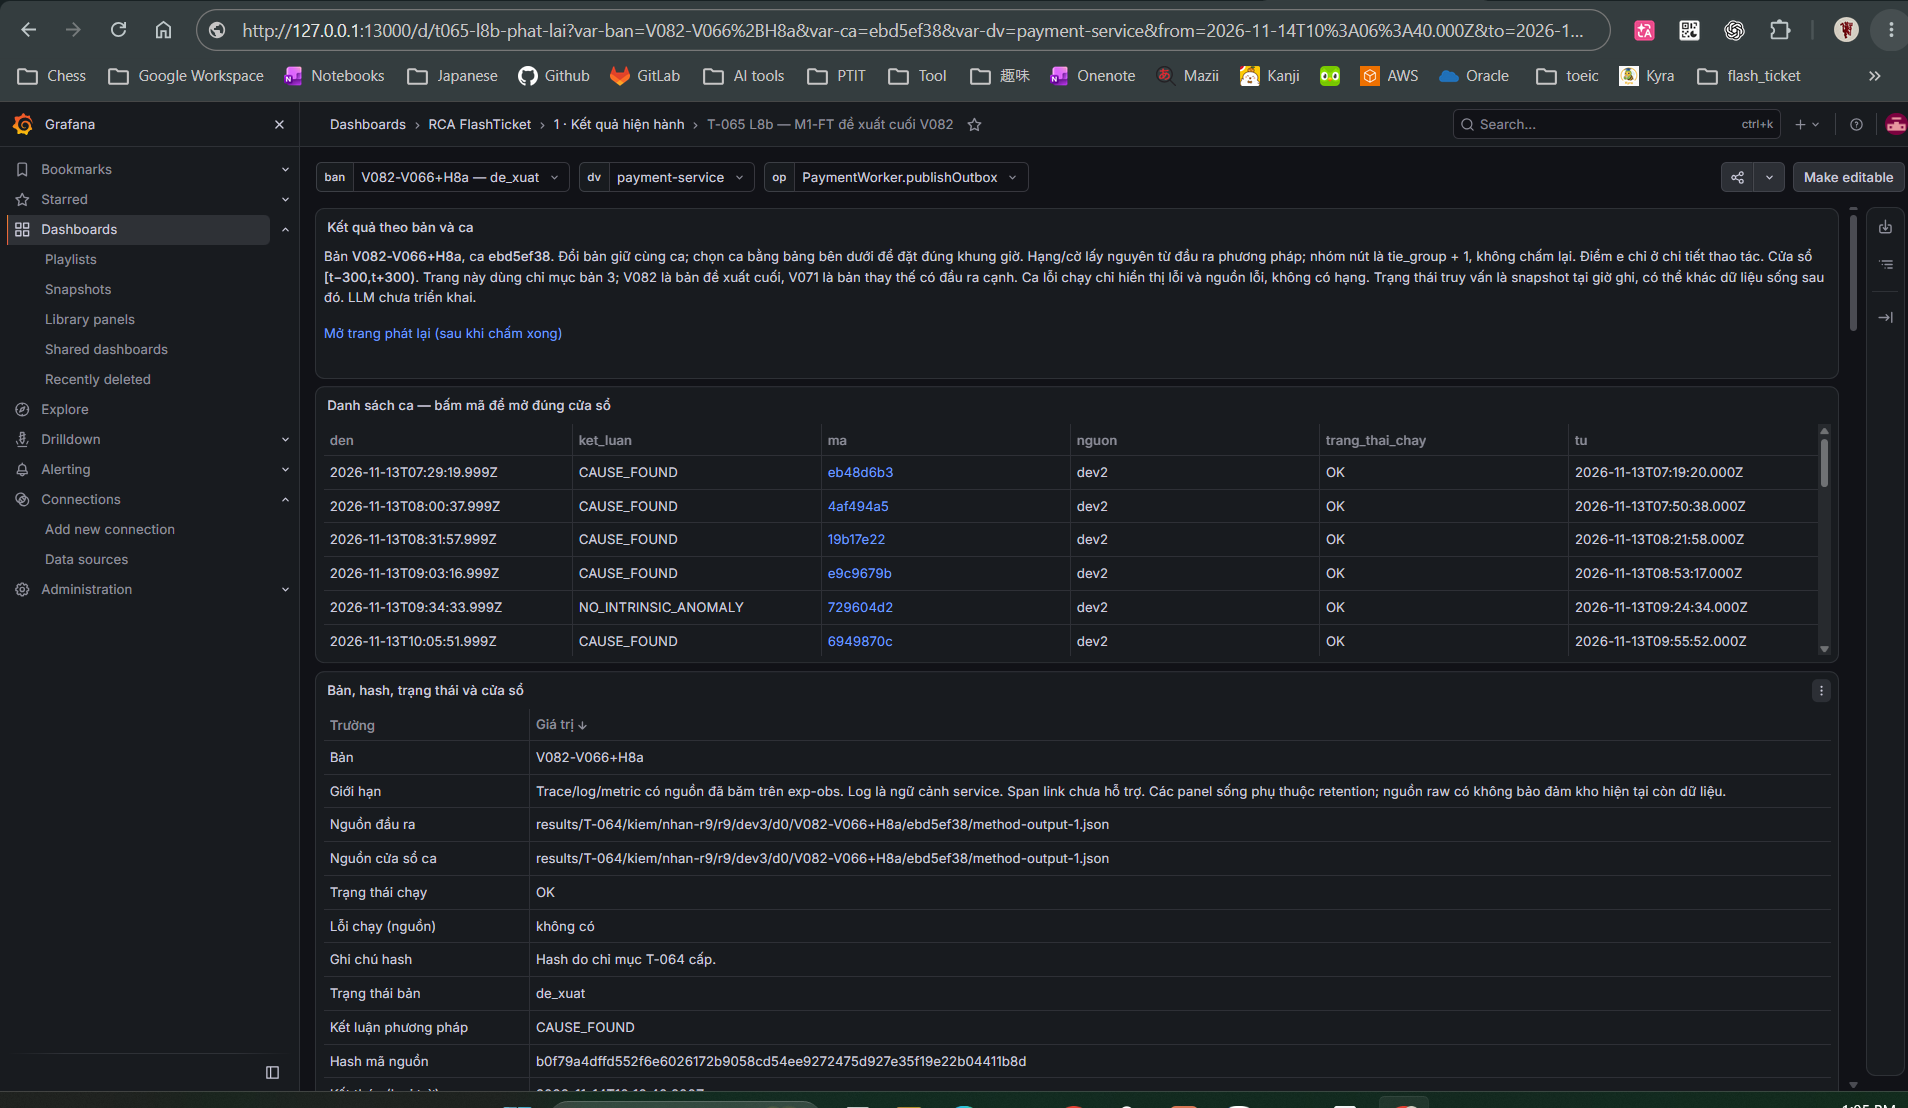 http://127.0.0.1:13000/d/t065-l8b-phat-lai?var-ban=V082-V066%2BH8a&var-ca=ebd5ef38&var-dv=payment-service&from=2026-11-14T10%3A06%3A40.000Z&to=2026-1...
Chess Google Workspace Notebooks Japanese Github GitLab AI tools PTIT Tool 趣味 Onenote Mazii Kanji AWS Oracle toeic Kyra flash_ticket »
Grafana
Dashboards › RCA FlashTicket › 1 · Kết quả hiện hành › T-065 L8b — M1-FT đề xuất cuối V082
Search... ctrl+k
Bookmarks
Starred
Dashboards
Playlists
Snapshots
Library panels
Shared dashboards
Recently deleted
Explore
Drilldown
Alerting
Connections
Add new connection
Data sources
Administration
ban V082-V066+H8a — de_xuat dv payment-service op PaymentWorker.publishOutbox
Make editable
Kết quả theo bản và ca
Bản V082-V066+H8a, ca ebd5ef38. Đổi bản giữ cùng ca; chọn ca bằng bảng bên dưới để đặt đúng khung giờ. Hạng/cờ lấy nguyên từ đầu ra phương pháp; nhóm nút là tie_group + 1, không chấm lại. Điểm e chỉ ở chi tiết thao tác. Cửa sổ
[t−300,t+300). Trang này dùng chỉ mục bản 3; V082 là bản đề xuất cuối, V071 là bản thay thế có đầu ra cạnh. Ca lỗi chạy chỉ hiển thị lỗi và nguồn lỗi, không có hạng. Trạng thái truy vấn là snapshot tại giờ ghi, có thể khác dữ liệu sống sau
đó. LLM chưa triển khai.
Mở trang phát lại (sau khi chấm xong)
Danh sách ca — bấm mã để mở đúng cửa sổ
den ket_luan ma nguon trang_thai_chay tu
2026-11-13T07:29:19.999Z CAUSE_FOUND eb48d6b3 dev2 OK 2026-11-13T07:19:20.000Z
2026-11-13T08:00:37.999Z CAUSE_FOUND 4af494a5 dev2 OK 2026-11-13T07:50:38.000Z
2026-11-13T08:31:57.999Z CAUSE_FOUND 19b17e22 dev2 OK 2026-11-13T08:21:58.000Z
2026-11-13T09:03:16.999Z CAUSE_FOUND e9c9679b dev2 OK 2026-11-13T08:53:17.000Z
2026-11-13T09:34:33.999Z NO_INTRINSIC_ANOMALY 729604d2 dev2 OK 2026-11-13T09:24:34.000Z
2026-11-13T10:05:51.999Z CAUSE_FOUND 6949870c dev2 OK 2026-11-13T09:55:52.000Z
Bản, hash, trạng thái và cửa sổ
Trường Giá trị ↓
Bản V082-V066+H8a
Giới hạn Trace/log/metric có nguồn đã băm trên exp-obs. Log là ngữ cảnh service. Span link chưa hỗ trợ. Các panel sống phụ thuộc retention; nguồn raw có không bảo đảm kho hiện tại còn dữ liệu.
Nguồn đầu ra results/T-064/kiem/nhan-r9/r9/dev3/d0/V082-V066+H8a/ebd5ef38/method-output-1.json
Nguồn cửa sổ ca results/T-064/kiem/nhan-r9/r9/dev3/d0/V082-V066+H8a/ebd5ef38/method-output-1.json
Trạng thái chạy OK
Lỗi chạy (nguồn) không có
Ghi chú hash Hash do chỉ mục T-064 cấp.
Trạng thái bản de_xuat
Kết luận phương pháp CAUSE_FOUND
Hash mã nguồn b0f79a4dffd552f6e6026172b9058cd54ee9272475d927e35f19e22b04411b8d